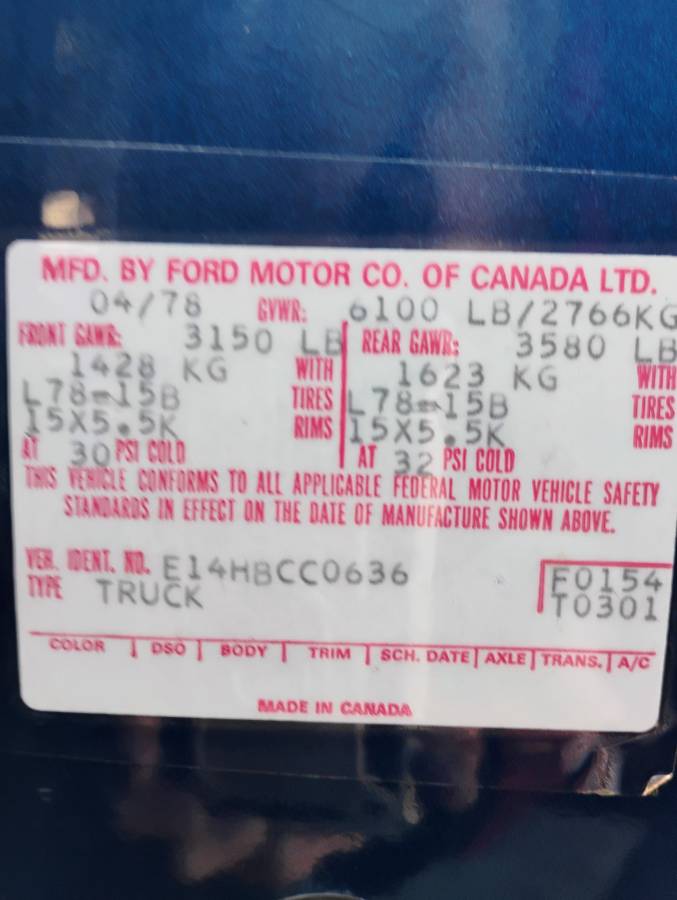 MFD. BY FORD MOTOR CO. OF CANADA LTD.
04/78 GVWR: 6100 LB/2766KG
FRONT GAWR: 3150 LB REAR GAWR: 3580 LB
1428 KG WITH 1623 KG WITH
L78-15B TIRES L78-15B TIRES
15X5.5K RIMS 15X5.5K RIMS
AT 30 PSI COLD AT 32 PSI COLD
THIS VEHICLE CONFORMS TO ALL APPLICABLE FEDERAL MOTOR VEHICLE SAFETY
STANDARDS IN EFFECT ON THE DATE OF MANUFACTURE SHOWN ABOVE.
VEH. IDENT. NO. E14HBCC0636 F0154
TYPE TRUCK T0301
COLOR DSO BODY TRIM SCH. DATE AXLE TRANS. A/C
MADE IN CANADA